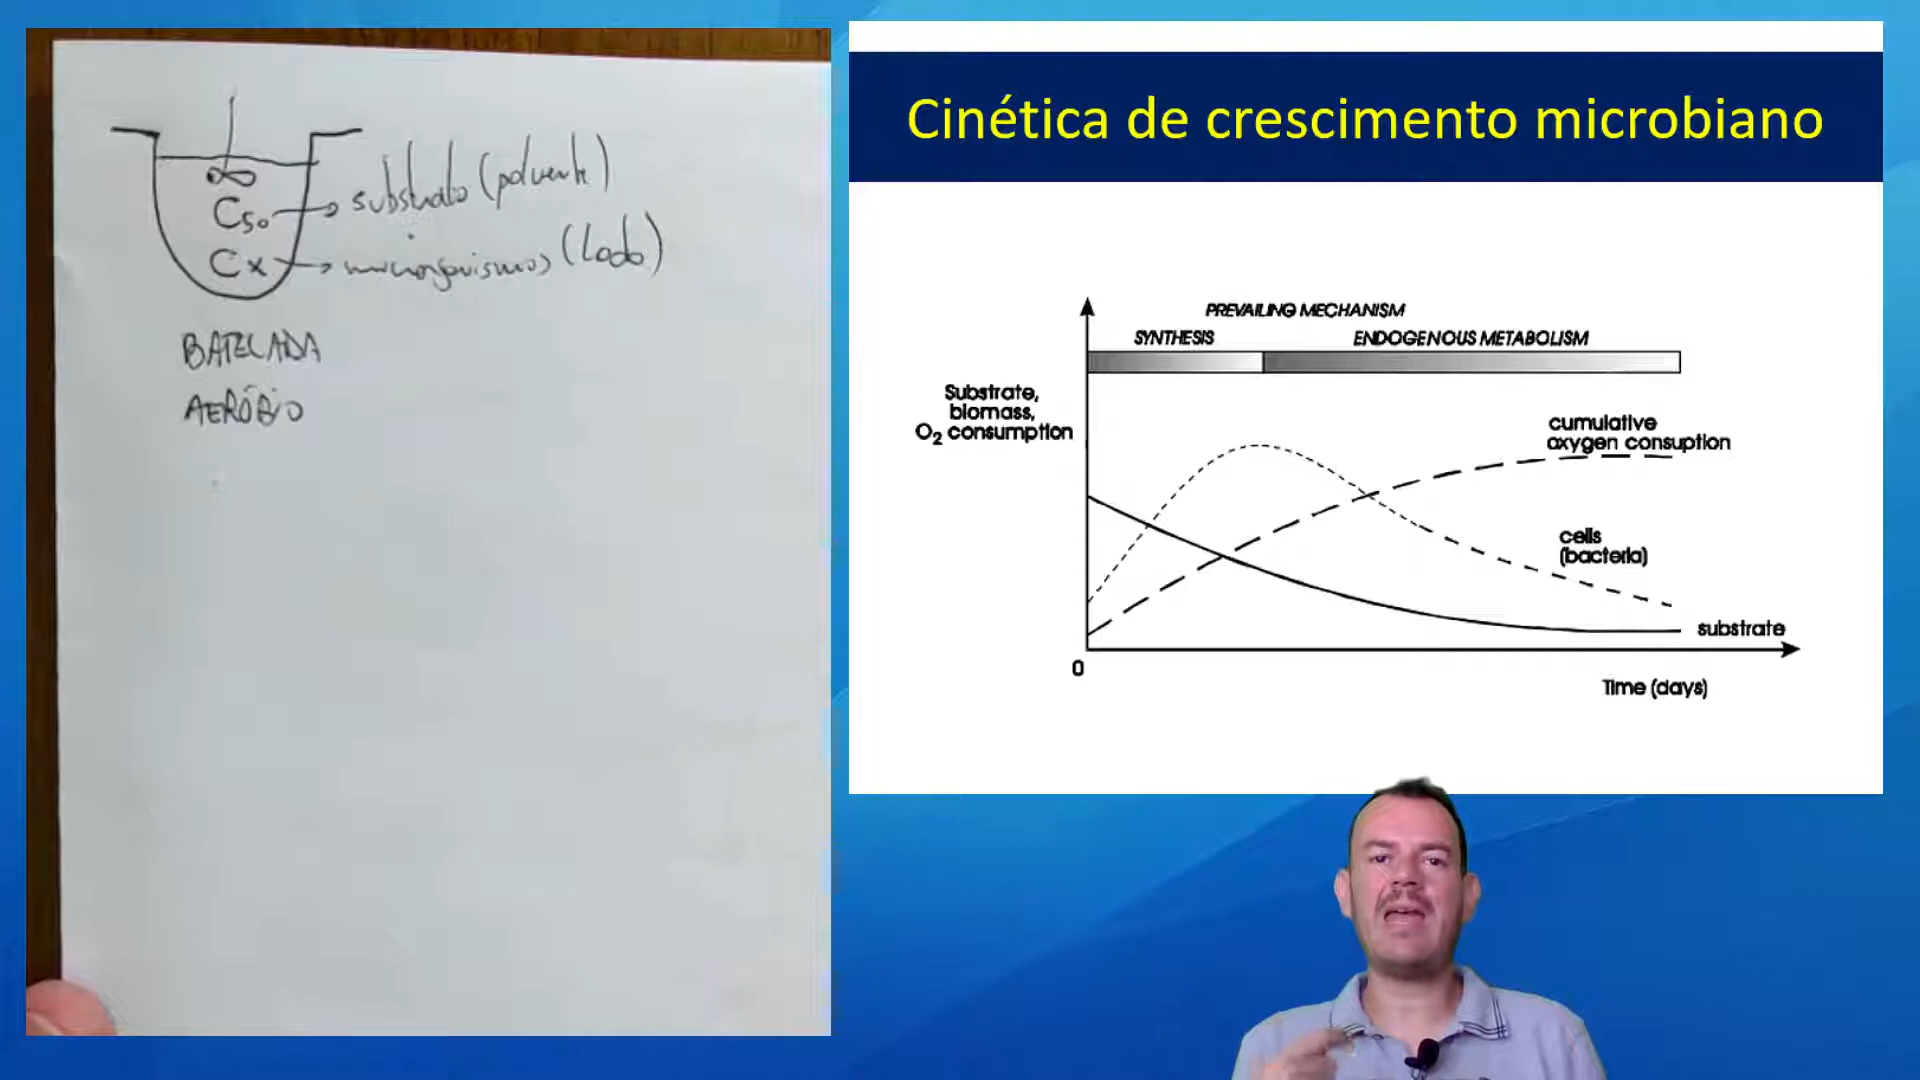 Cso → substrato (poluente)
Cx → microrganismos (Lodo)
BATELADA
AERÓBIO
Cinética de crescimento microbiano
PREVAILING MECHANISM
SYNTHESIS
ENDOGENOUS METABOLISM
Substrate,
biomass,
O₂ consumption
cumulative
oxygen consuption
cells
(bacteria)
substrate
0
Time (days)